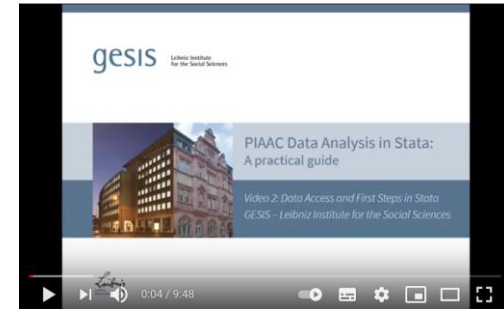 gesis
Leibniz Institute
for the Social Sciences
PIAAC Data Analysis in Stata:
A practical guide
Video 2: Data Access and First Steps in Stata
GESIS – Leibniz Institute for the Social Sciences
Leibniz
0:04 / 9:48